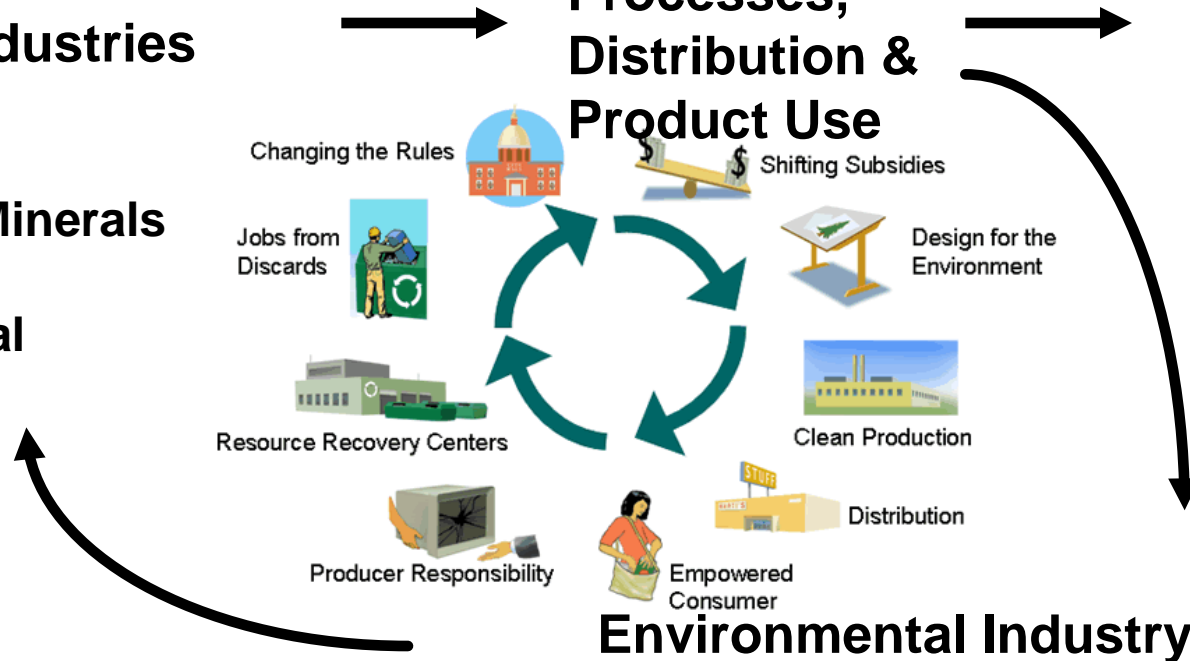 Processes,
dustries
Distribution &
Product Use
Changing the Rules
$
$
Shifting Subsidies
Minerals
Jobs from
Discards
Design for the
Environment
al
Resource Recovery Centers
Clean Production
STUFF
Distribution
Producer Responsibility
Empowered
Consumer
Environmental Industry